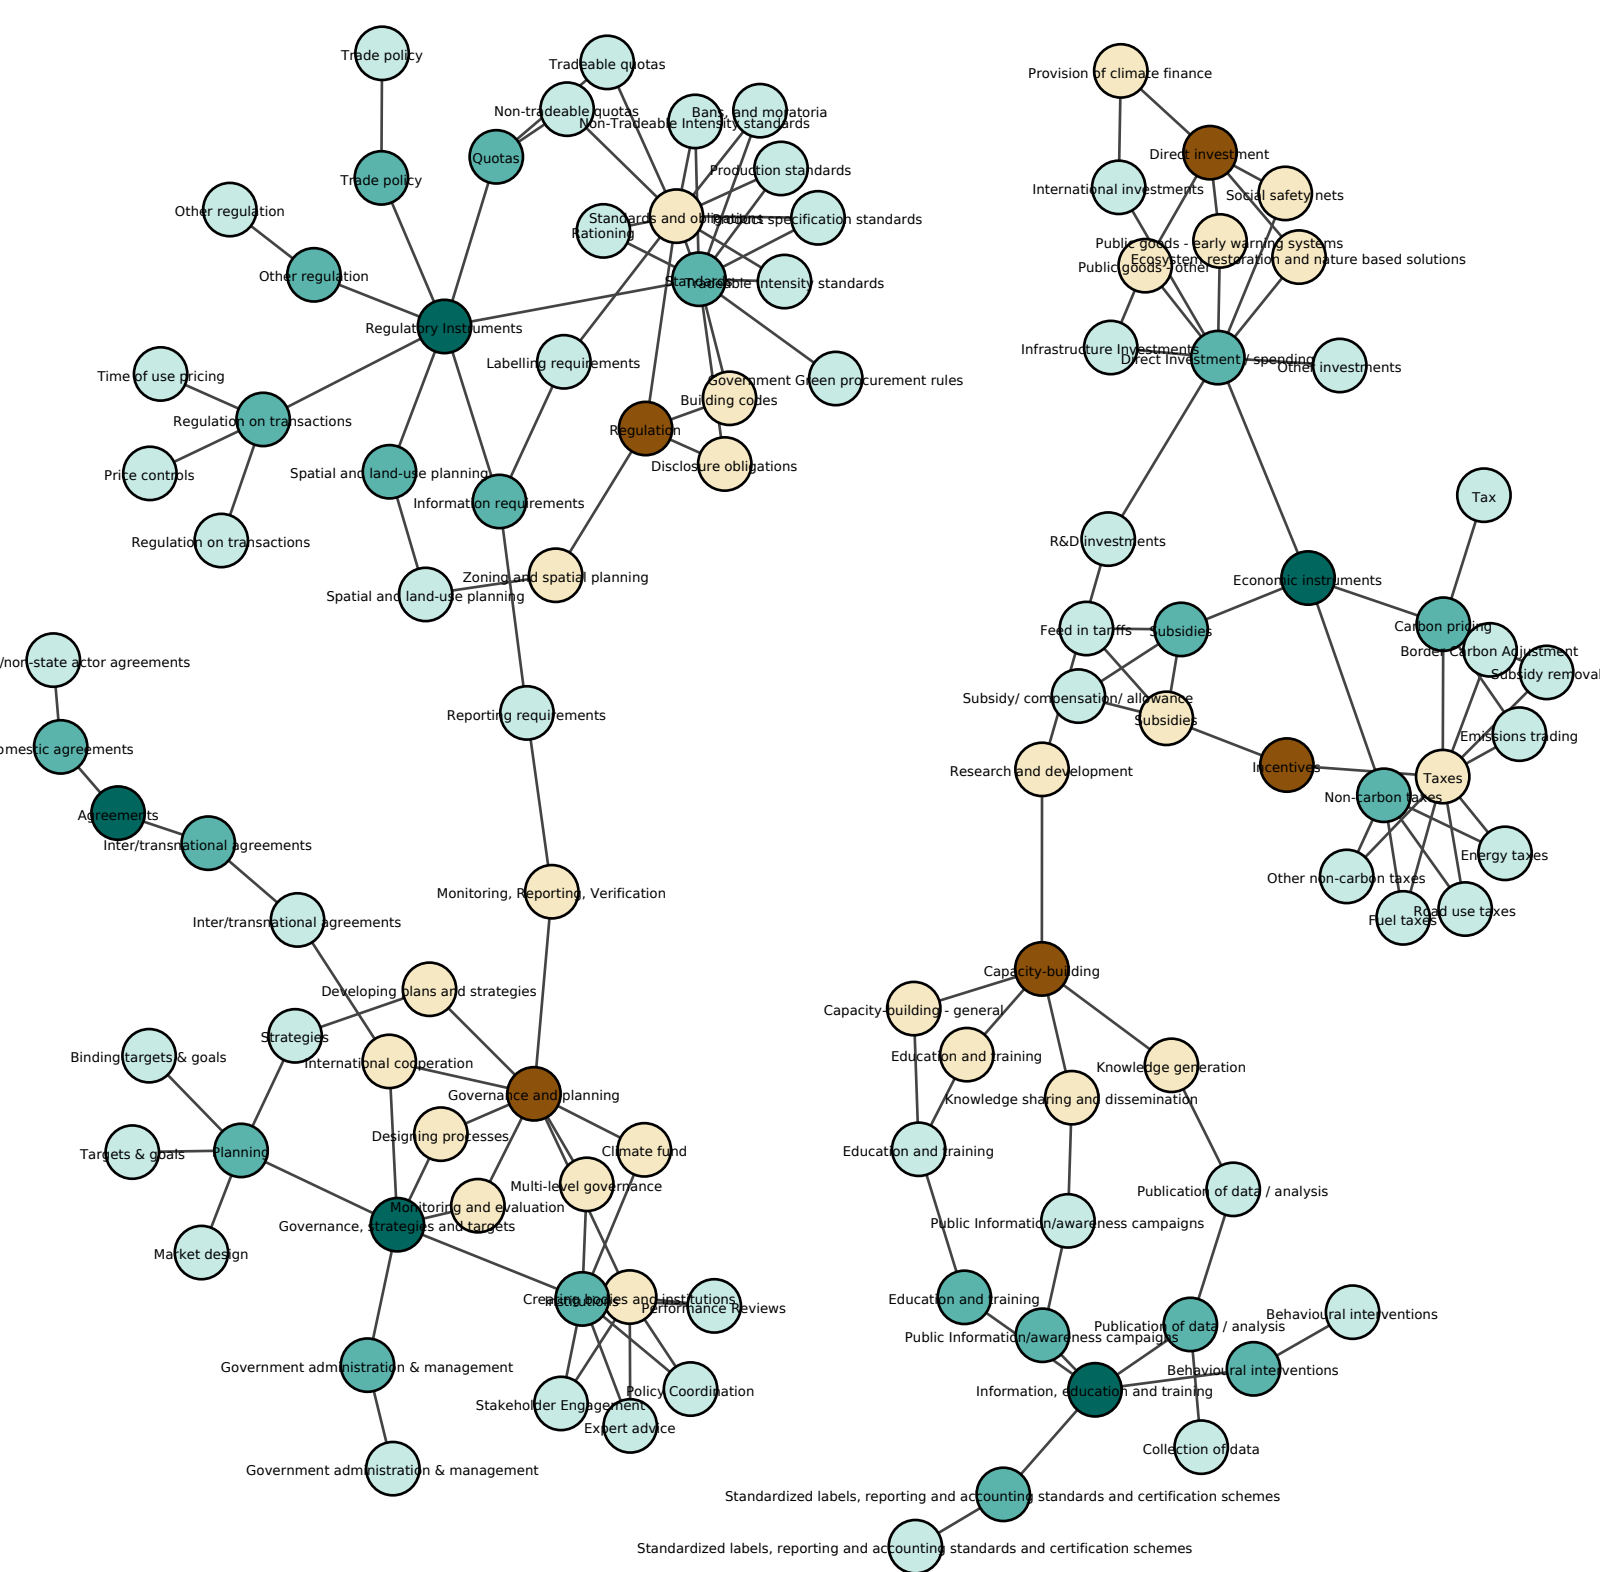 Trade policy
Tradeable quotas
Provision of climate finance
Non-tradeable quotas
Bans, and moratoria
Non-Tradeable Intensity standards
Quotas
Direct investment
Production standards
Trade policy
International investments
Social safety nets
Other regulation
Standards and obligations
Product specification standards
Rationing
Public goods - early warning systems
Ecosystem restoration and nature based solutions
Public goods - other
Other regulation
Standards
Tradeable Intensity standards
Regulatory Instruments
Infrastructure Investments
Direct Investment / spending
Other investments
Labelling requirements
Time of use pricing
Government Green procurement rules
Building codes
Regulation on transactions
Regulation
Disclosure obligations
Spatial and land-use planning
Price controls
Tax
Information requirements
Regulation on transactions
R&D investments
Zoning and spatial planning
Economic instruments
Spatial and land-use planning
Carbon pricing
Feed in tariffs
Subsidies
Border Carbon Adjustment
/non-state actor agreements
Subsidy removal
Subsidy/ compensation/ allowance
Reporting requirements
Subsidies
Emissions trading
omestic agreements
Incentives
Research and development
Taxes
Non-carbon taxes
Agreements
Inter/transnational agreements
Energy taxes
Other non-carbon taxes
Monitoring, Reporting, Verification
Road use taxes
Fuel taxes
Inter/transnational agreements
Capacity-building
Developing plans and strategies
Capacity-building - general
Strategies
Binding targets & goals
Education and training
International cooperation
Knowledge generation
Governance and planning
Knowledge sharing and dissemination
Designing processes
Planning
Targets & goals
Climate fund
Education and training
Multi-level governance
Publication of data / analysis
Monitoring and evaluation
Public Information/awareness campaigns
Governance, strategies and targets
Market design
Creating bodies and institutions
Institutions
Education and training
Performance Reviews
Behavioural interventions
Publication of data / analysis
Public Information/awareness campaigns
Government administration & management
Behavioural interventions
Policy Coordination
Information, education and training
Stakeholder Engagement
Expert advice
Collection of data
Government administration & management
Standardized labels, reporting and accounting standards and certification schemes
Standardized labels, reporting and accounting standards and certification schemes